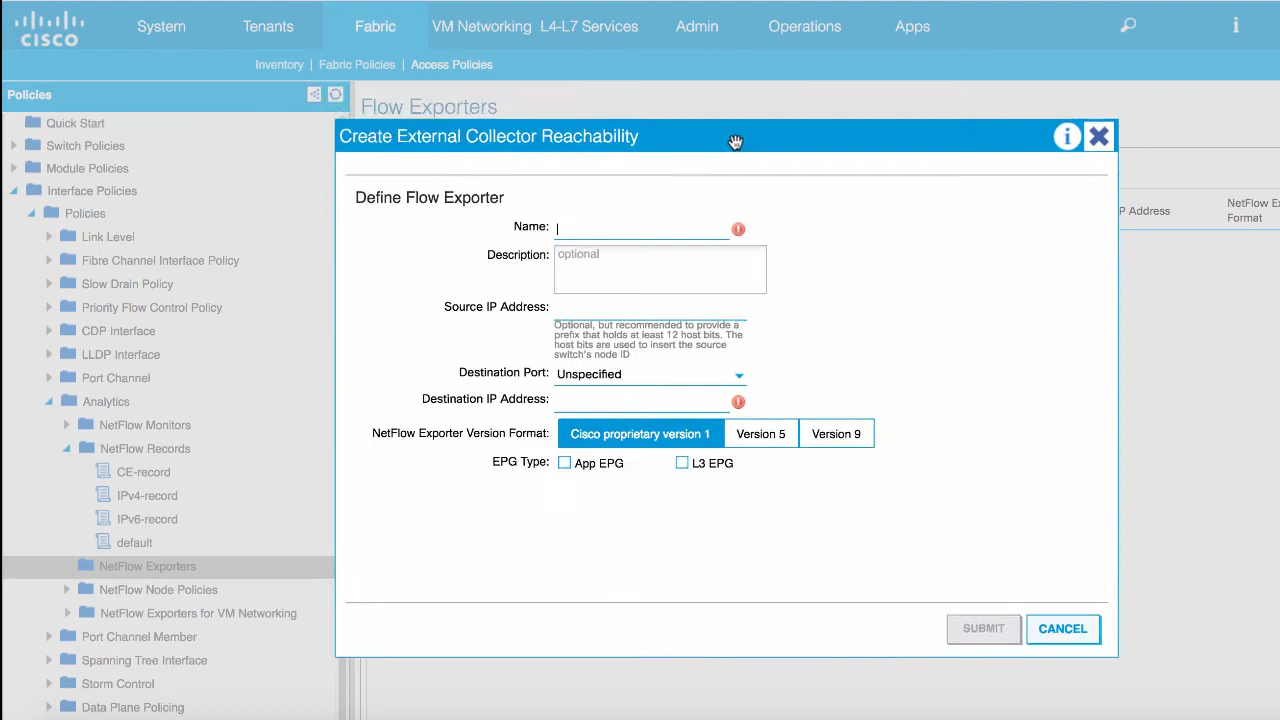 CISCO
System
Tenants
Fabric
VM Networking
L4-L7 Services
Admin
Operations
Apps
i
Inventory | Fabric Policies | Access Policies
Policies
Quick Start
Switch Policies
Module Policies
Interface Policies
Policies
Link Level
Fibre Channel Interface Policy
Slow Drain Policy
Priority Flow Control Policy
CDP Interface
LLDP Interface
Port Channel
Analytics
NetFlow Monitors
NetFlow Records
CE-record
IPv4-record
IPv6-record
default
NetFlow Exporters
NetFlow Node Policies
NetFlow Exporters for VM Networking
Port Channel Member
Spanning Tree Interface
Storm Control
Data Plane Policing
Flow Exporters
P Address
NetFlow Ex
Format
Create External Collector Reachability
i
Define Flow Exporter
Name:
Description:
optional
Source IP Address:
Optional, but recommended to provide a
prefix that holds at least 12 host bits. The
host bits are used to insert the source
switch's node ID
Destination Port:
Unspecified
Destination IP Address:
NetFlow Exporter Version Format:
Cisco proprietary version 1
Version 5
Version 9
EPG Type:
App EPG
L3 EPG
SUBMIT
CANCEL